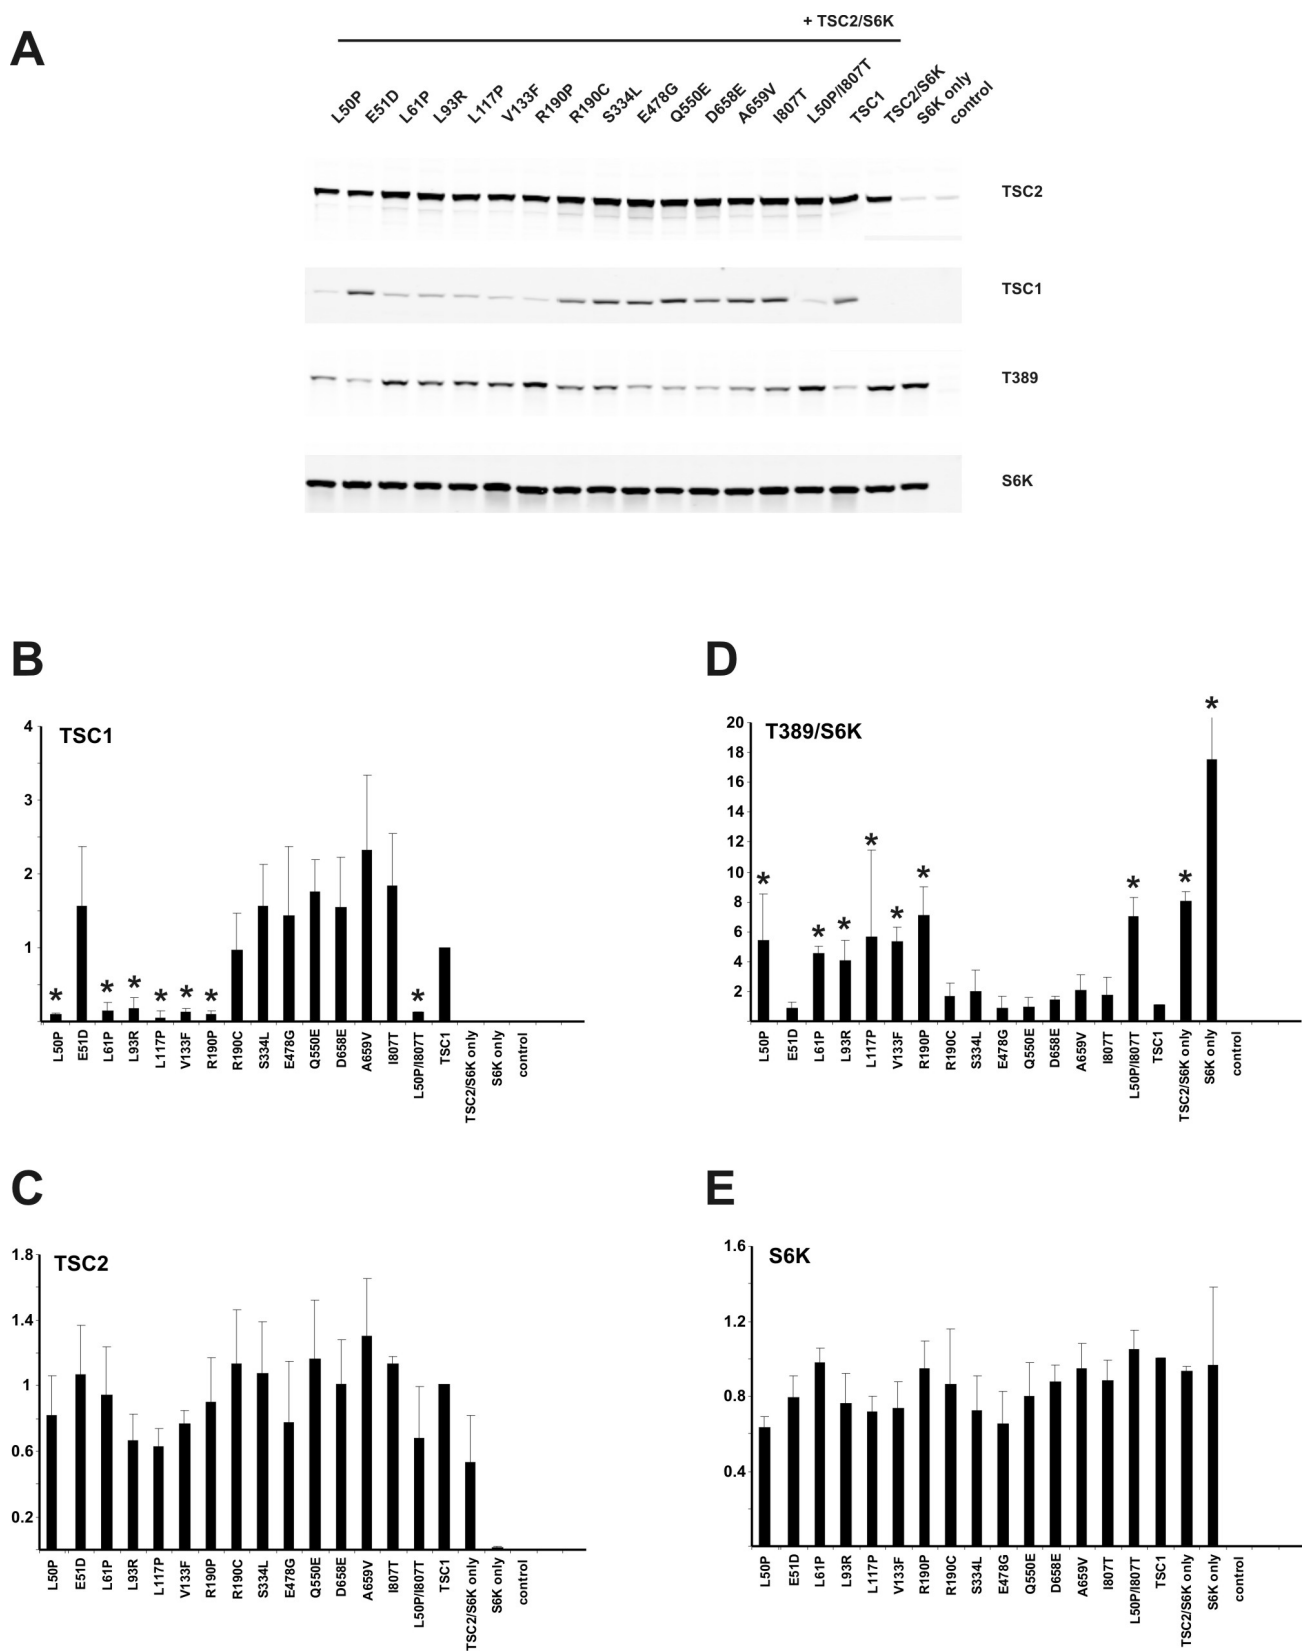 A
+ TSC2/S6K
L50P E51D L61P L93R L117P V133F R190P R190C S334L E478G Q550E D658E A659V I807T L50P/I807T TSC1 TSC2/S6K S6K only control
TSC2
TSC1
T389
S6K
B
TSC1
4
3
2
1
* * * * * * *
L50P E51D L61P L93R L117P V133F R190P R190C S334L E478G Q550E D658E A659V I807T L50P/I807T TSC1 TSC2/S6K only S6K only control
D
T389/S6K
20
18
16
14
12
10
8
6
4
2
* * * * * * * * *
L50P E51D L61P L93R L117P V133F R190P R190C S334L E478G Q550E D658E A659V I807T L50P/I807T TSC1 TSC2/S6K only S6K only control
C
TSC2
1.8
1.4
1
0.6
0.2
L50P E51D L61P L93R L117P V133F R190P R190C S334L E478G Q550E D658E A659V I807T L50P/I807T TSC1 TSC2/S6K only S6K only control
E
S6K
1.6
1.2
0.8
0.4
L50P E51D L61P L93R L117P V133F R190P R190C S334L E478G Q550E D658E A659V I807T L50P/I807T TSC1 TSC2/S6K only S6K only control